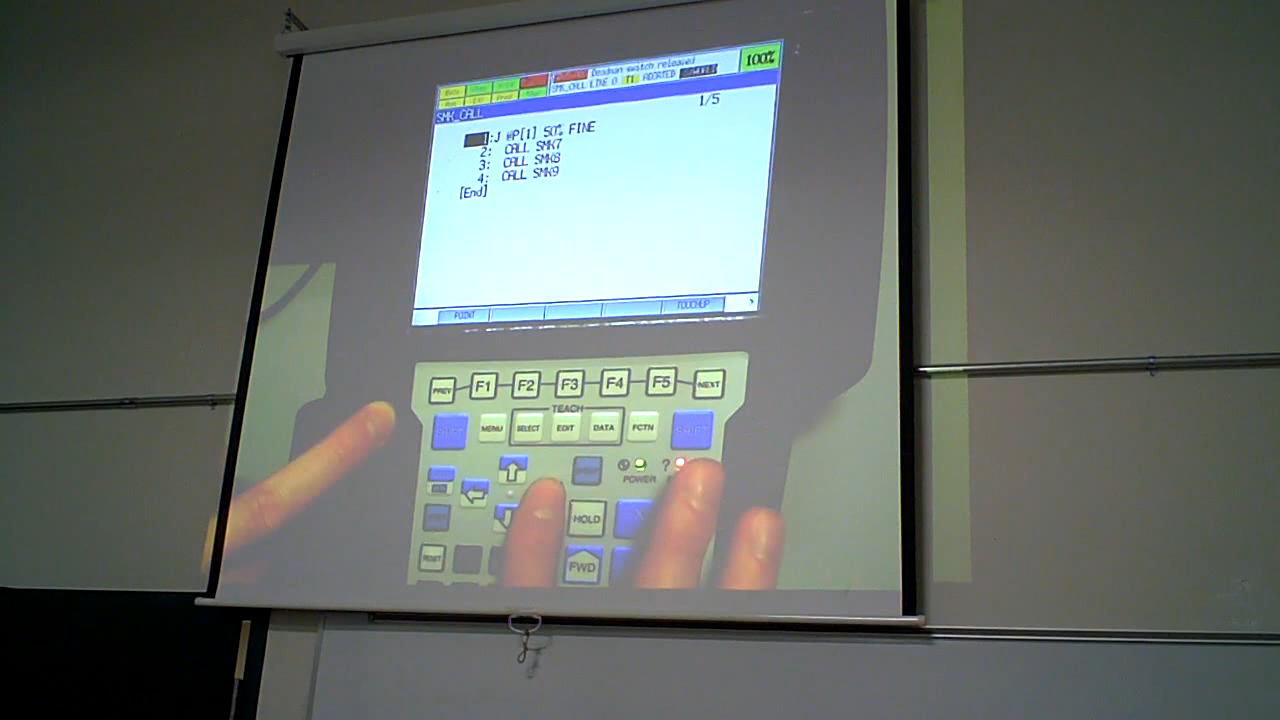 Deadman switch released
SMK_CALL LINE 0 T1 ABORTED
100%
SMK_CALL
1/5
1:J @P[1] 50% FINE
2: CALL SMK7
3: CALL SMK8
4: CALL SMK9
[End]
POINT TOUCHUP >
PREV F1 F2 F3 F4 F5 NEXT
TEACH
SHIFT MENU SELECT EDIT DATA FCTN SHIFT
?
POWER
HOLD
RESET FWD